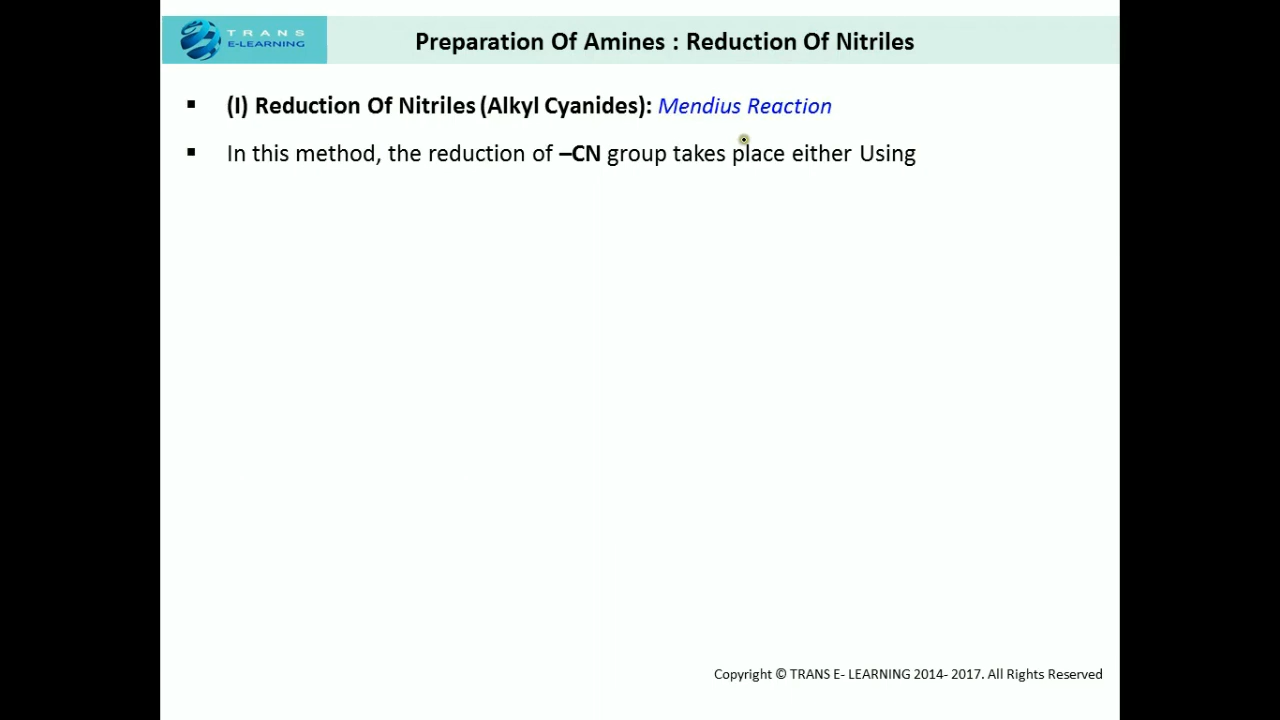 TRANS
E-LEARNING
Preparation Of Amines : Reduction Of Nitriles
▪ (I) Reduction Of Nitriles (Alkyl Cyanides): Mendius Reaction
▪ In this method, the reduction of –CN group takes place either Using
Copyright © TRANS E- LEARNING 2014- 2017. All Rights Reserved